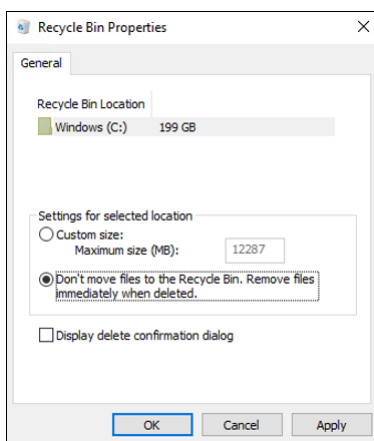 Recycle Bin Properties
General
Recycle Bin Location
Windows (C:) 199 GB
Settings for selected location
Custom size:
Maximum size (MB): 12287
Don't move files to the Recycle Bin. Remove files
immediately when deleted.
Display delete confirmation dialog
OK Cancel Apply